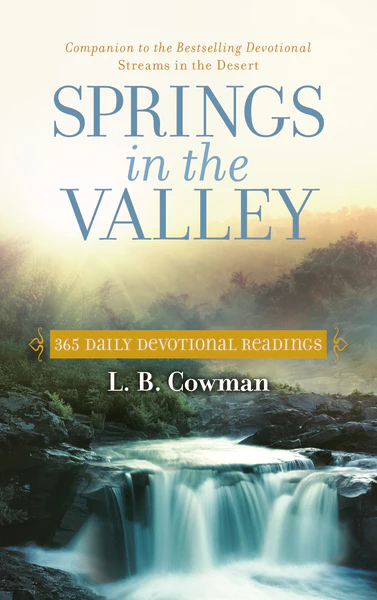 Companion to the Bestselling Devotional
Streams in the Desert
SPRINGS
in the
VALLEY
365 DAILY DEVOTIONAL READINGS
L. B. Cowman